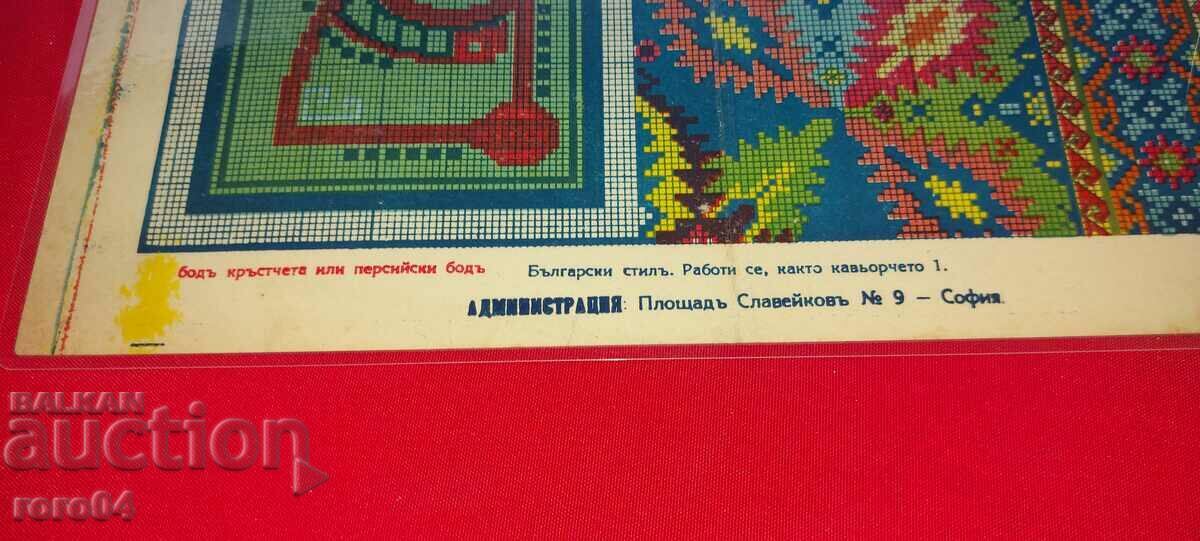 бодъ кръстчета или персийски бодъ Български стилъ. Работи се, както кавьорчето 1.
АДМИНИСТРАЦИЯ: Площадъ Славейковъ № 9 — София.
BALKAN
auction
roro04